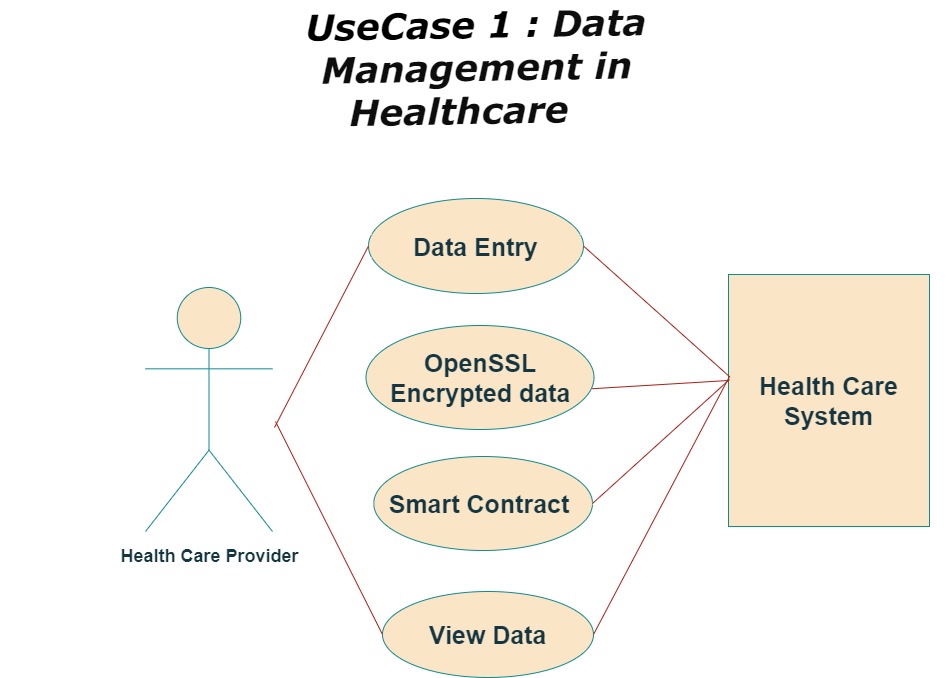 UseCase 1 : Data
Management in
Healthcare
Data Entry
OpenSSL
Encrypted data
Health Care
System
Smart Contract
Health Care Provider
View Data